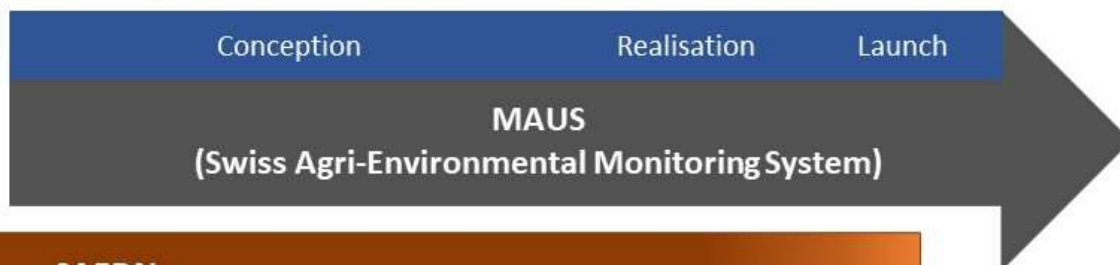 Conception Realisation Launch
MAUS
(Swiss Agri-Environmental Monitoring System)